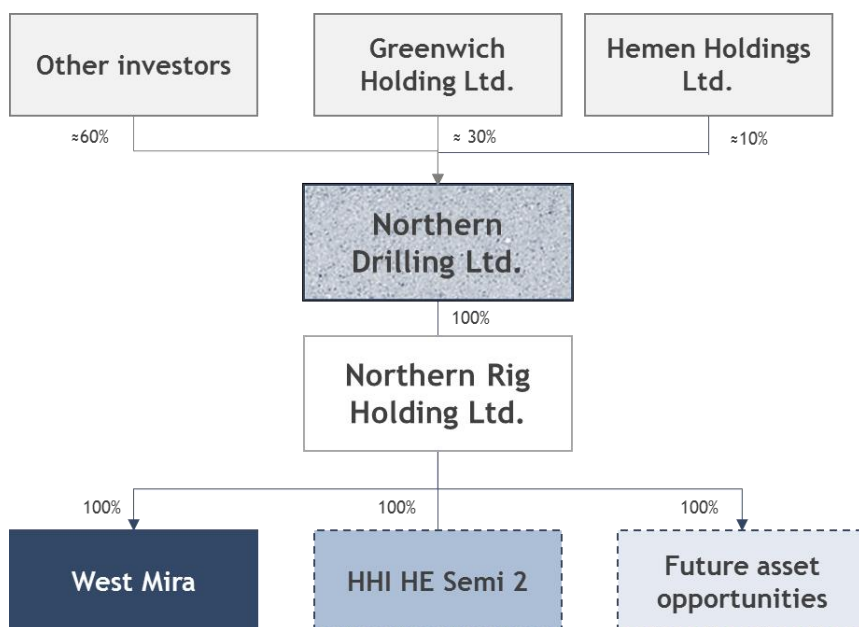 Other investors
Greenwich
Holding Ltd.
Hemen Holdings
Ltd.
≈60%
≈ 30%
≈10%
Northern
Drilling Ltd.
100%
Northern Rig
Holding Ltd.
100%
100%
100%
West Mira
HHI HE Semi 2
Future asset
opportunities